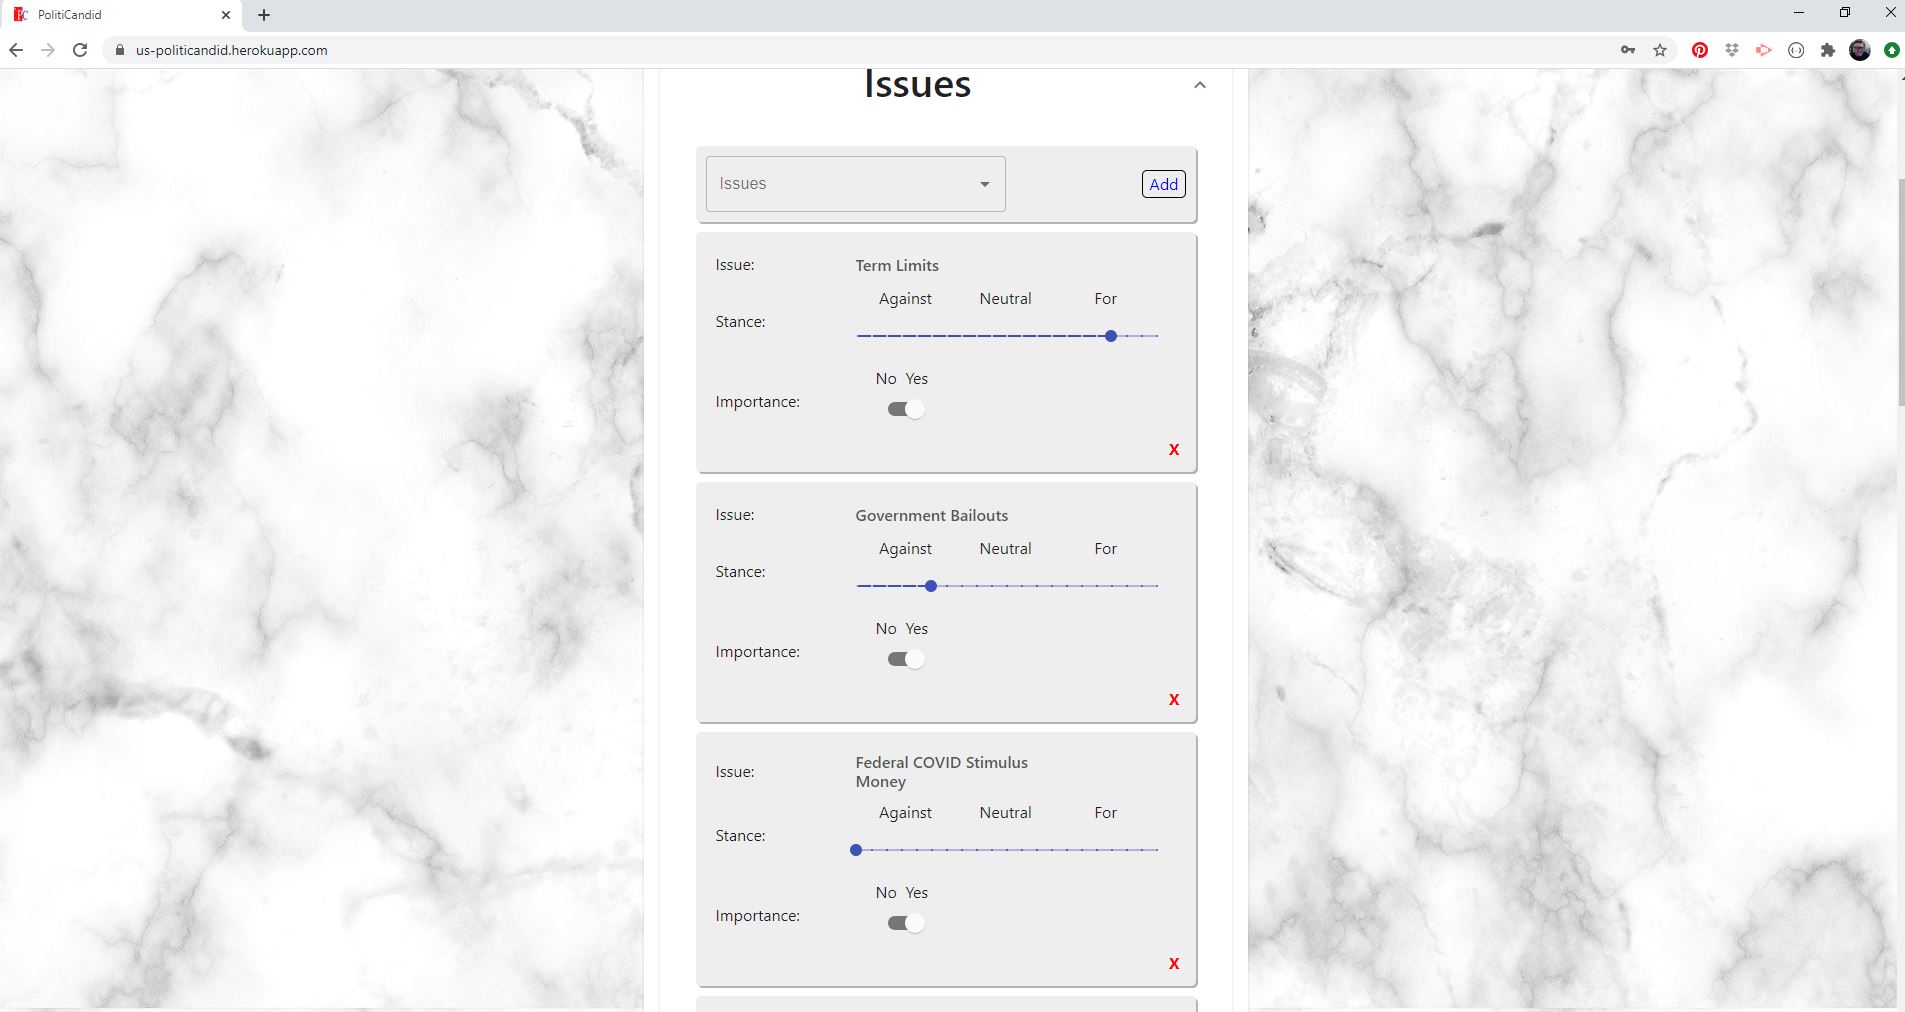 PC PolitiCandid
us-politicandid.herokuapp.com
Issues
Issues
Add
Issue: Term Limits
Against Neutral For
Stance:
No Yes
Importance:
X
Issue: Government Bailouts
Against Neutral For
Stance:
No Yes
Importance:
X
Issue: Federal COVID Stimulus
Money
Against Neutral For
Stance:
No Yes
Importance:
X